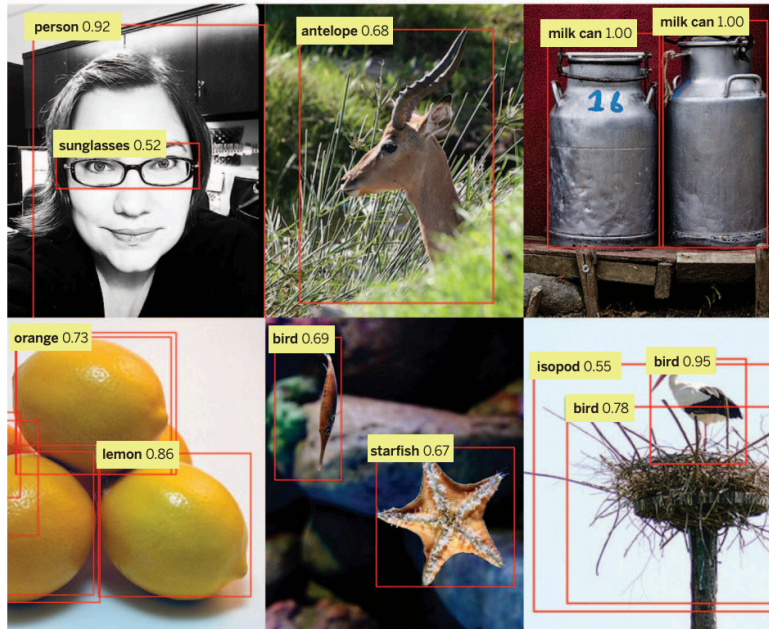 person 0.92
sunglasses 0.52
antelope 0.68
milk can 1.00
milk can 1.00
16
orange 0.73
lemon 0.86
bird 0.69
starfish 0.67
isopod 0.55
bird 0.95
bird 0.78